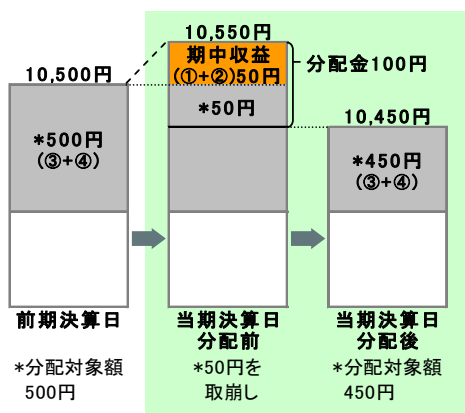 10,500円
*500円
(③+④)
前期決算日
*分配対象額
500円
10,550円
期中収益
(①+②)50円
*50円
分配金100円
当期決算日
分配前
*50円を
取崩し
10,450円
*450円
(③+④)
当期決算日
分配後
*分配対象額
450円